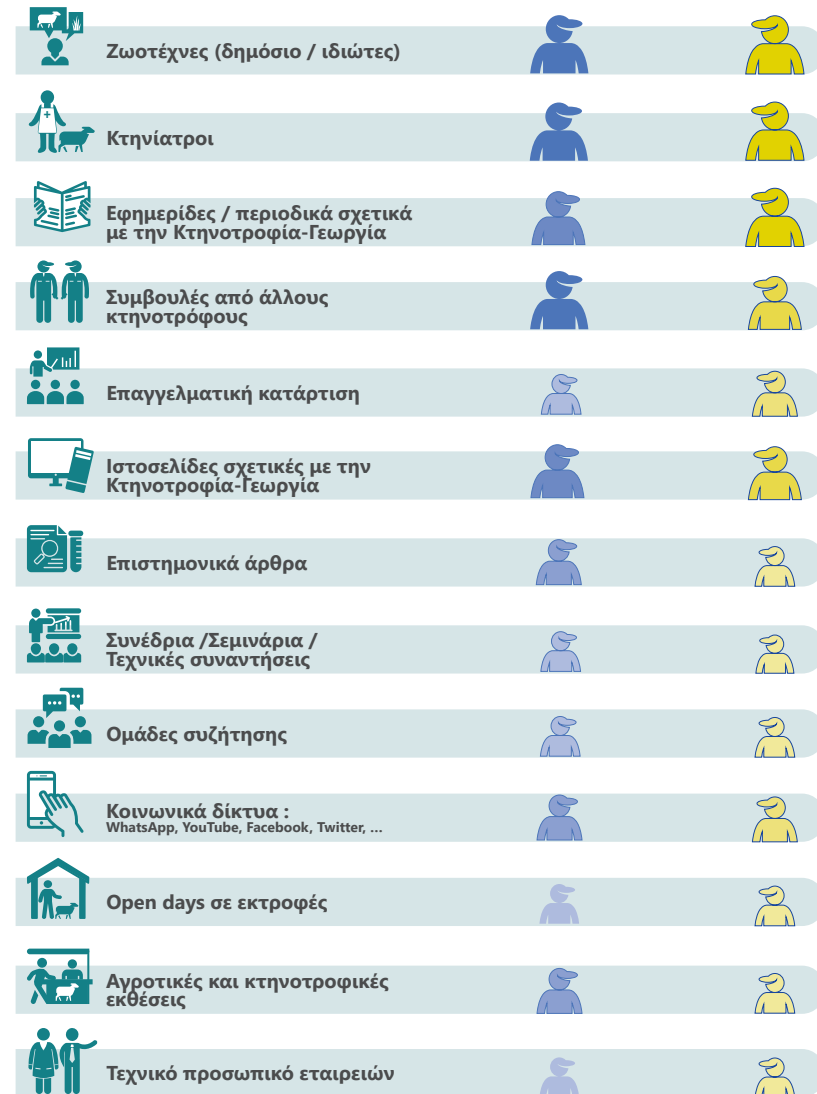 Ζωοτέχνες (δημόσιο / ιδιώτες)
Κτηνίατροι
Εφημερίδες / περιοδικά σχετικά
με την Κτηνοτροφία-Γεωργία
Συμβουλές από άλλους
κτηνοτρόφους
Επαγγελματική κατάρτιση
Ιστοσελίδες σχετικές με την
Κτηνοτροφία-Γεωργία
Επιστημονικά άρθρα
Συνέδρια /Σεμινάρια /
Τεχνικές συναντήσεις
Ομάδες συζήτησης
Κοινωνικά δίκτυα :
WhatsApp, YouTube, Facebook, Twitter, ...
Open days σε εκτροφές
Αγροτικές και κτηνοτροφικές
εκθέσεις
Τεχνικό προσωπικό εταιρειών